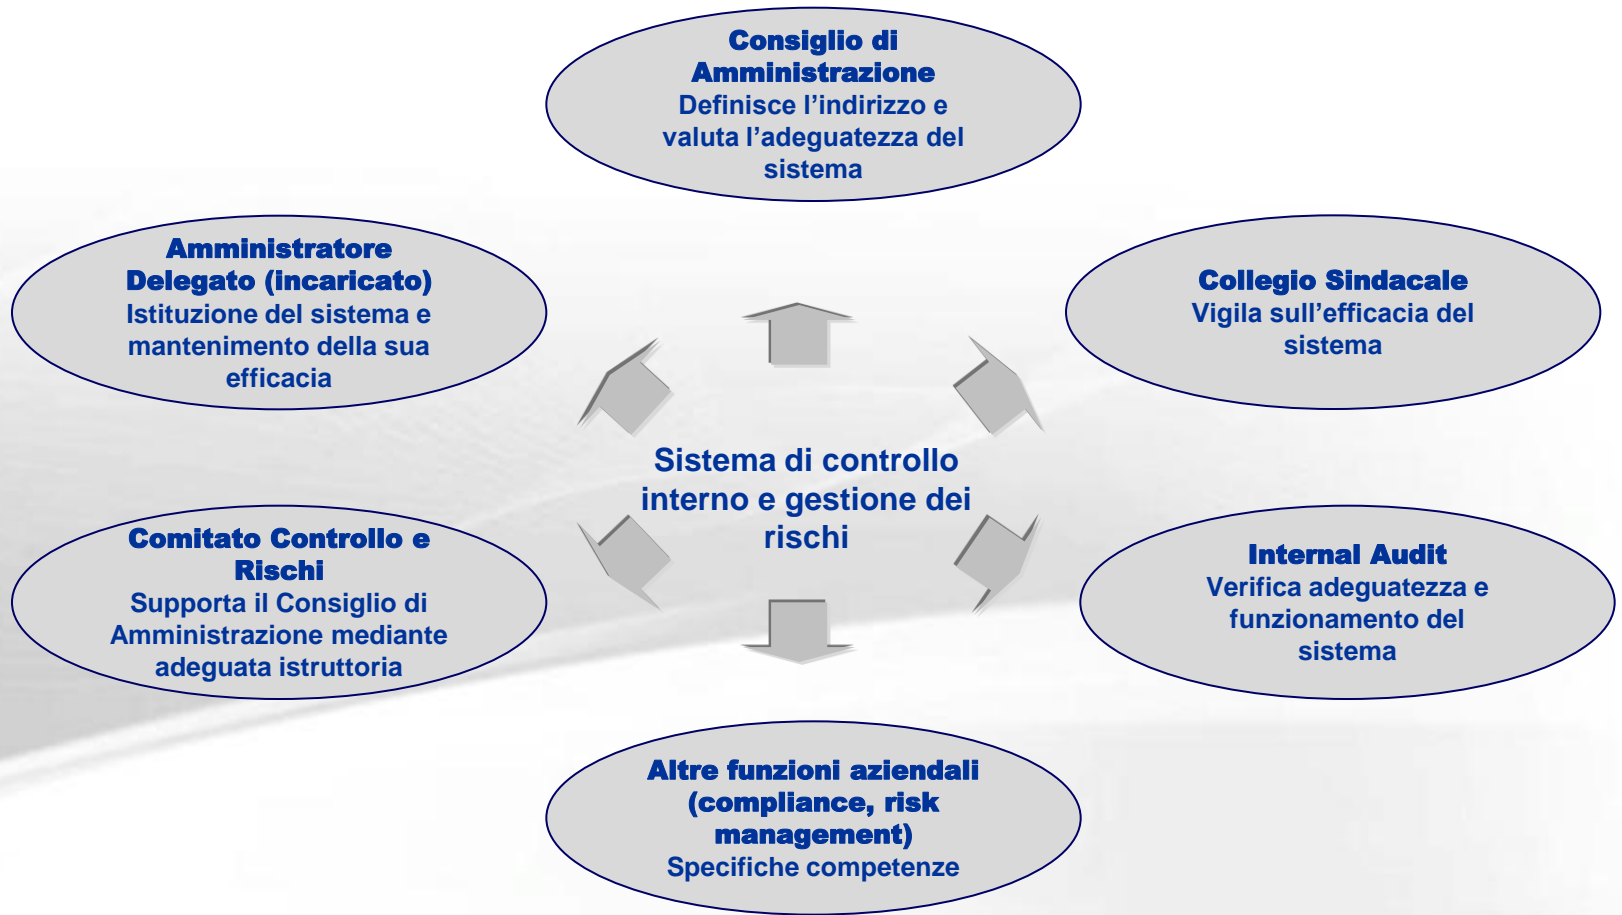 Consiglio di
Amministrazione
Definisce l’indirizzo e
valuta l’adeguatezza del
sistema
Amministratore
Delegato (incaricato)
Istituzione del sistema e
mantenimento della sua
efficacia
Collegio Sindacale
Vigila sull’efficacia del
sistema
Sistema di controllo
interno e gestione dei
rischi
Comitato Controllo e
Rischi
Supporta il Consiglio di
Amministrazione mediante
adeguata istruttoria
Internal Audit
Verifica adeguatezza e
funzionamento del
sistema
Altre funzioni aziendali
(compliance, risk
management)
Specifiche competenze